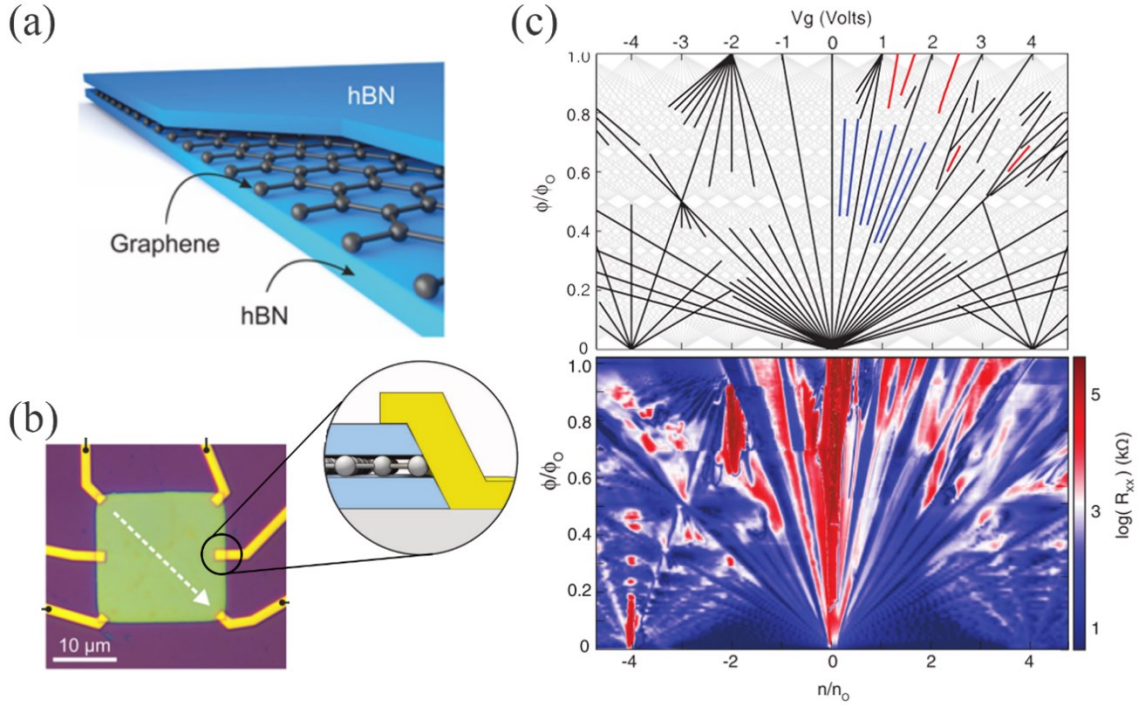 (a)
hBN
Graphene
hBN
(b)
10 µm
(c)
Vg (Volts)
-4 -3 -2 -1 0 1 2 3 4
1.0
0.8
0.6
0.4
0.2
0
ϕ/ϕO
1.0
0.8
0.6
0.4
0.2
0
ϕ/ϕO
-4 -2 0 2 4
n/nO
5
3
1
log( Rxx ) (kΩ)